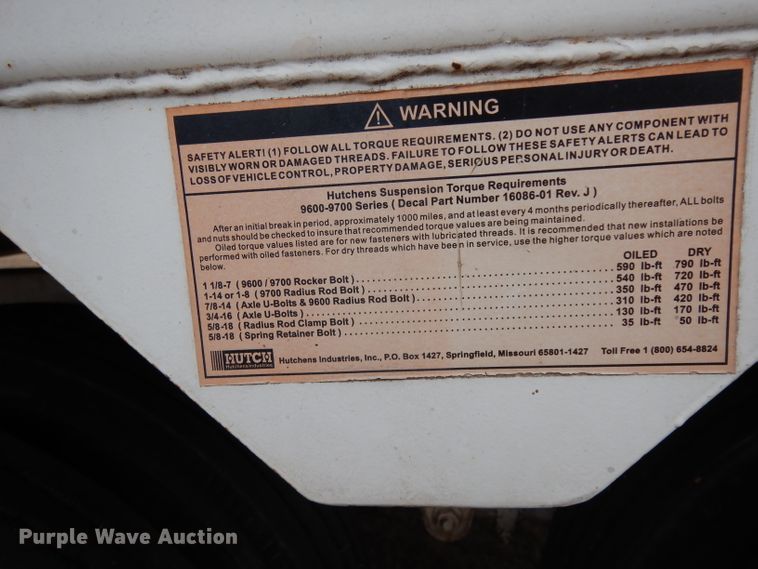 WARNING
SAFETY ALERT! (1) FOLLOW ALL TORQUE REQUIREMENTS. (2) DO NOT USE ANY COMPONENT WITH
VISIBLY WORN OR DAMAGED THREADS. FAILURE TO FOLLOW THESE SAFETY ALERTS CAN LEAD TO
LOSS OF VEHICLE CONTROL, PROPERTY DAMAGE, SERIOUS PERSONAL INJURY OR DEATH.
Hutchens Suspension Torque Requirements
9600-9700 Series ( Decal Part Number 16086-01 Rev. J )
After an initial break in period, approximately 1000 miles, and at least every 4 months periodically thereafter, ALL bolts
and nuts should be checked to insure that recommended torque values are being maintained.
Oiled torque values listed are for new fasteners with lubricated threads. It is recommended that new installations be
performed with oiled fasteners. For dry threads which have been in service, use the higher torque values which are noted
below.
OILED DRY
1 1/8-7 ( 9600 / 9700 Rocker Bolt ) 590 lb-ft 790 lb-ft
1-14 or 1-8 ( 9700 Radius Rod Bolt ) 540 lb-ft 720 lb-ft
7/8-14 ( Axle U-Bolts & 9600 Radius Rod Bolt ) 350 lb-ft 470 lb-ft
3/4-16 ( Axle U-Bolts ) 310 lb-ft 420 lb-ft
5/8-18 ( Radius Rod Clamp Bolt ) 130 lb-ft 170 lb-ft
5/8-18 ( Spring Retainer Bolt ) 35 lb-ft 50 lb-ft
HUTCH
Hutchens Industries
Hutchens Industries, Inc., P.O. Box 1427, Springfield, Missouri 65801-1427 Toll Free 1 (800) 654-8824
Purple Wave Auction